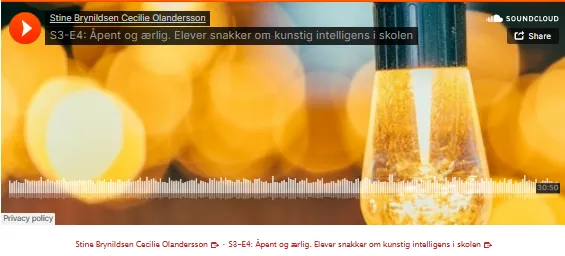 Stine Brynildsen Cecilie Olandersson
S3-E4: Åpent og ærlig. Elever snakker om kunstig intelligens i skolen
SOUNDCLOUD
Share
30:50
Privacy policy
Stine Brynildsen Cecilie Olandersson · S3-E4: Åpent og ærlig. Elever snakker om kunstig intelligens i skolen